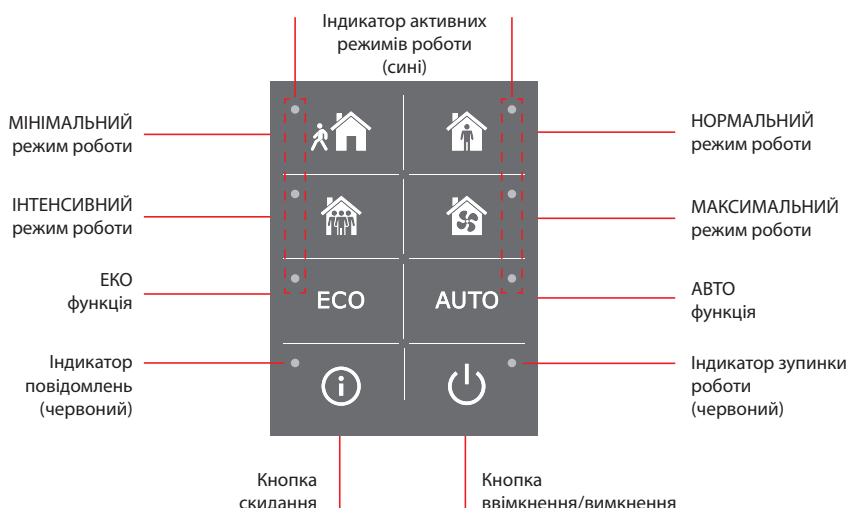 Індикатор активних
режимів роботи
(сині)
МІНІМАЛЬНИЙ
режим роботи
НОРМАЛЬНИЙ
режим роботи
ІНТЕНСИВНИЙ
режим роботи
МАКСИМАЛЬНИЙ
режим роботи
ЕКО
функція
ECO
AUTO
АВТО
функція
Індикатор
повідомлень
(червоний)
Індикатор зупинки
роботи
(червоний)
Кнопка
скидання
Кнопка
ввімкнення/вимкнення